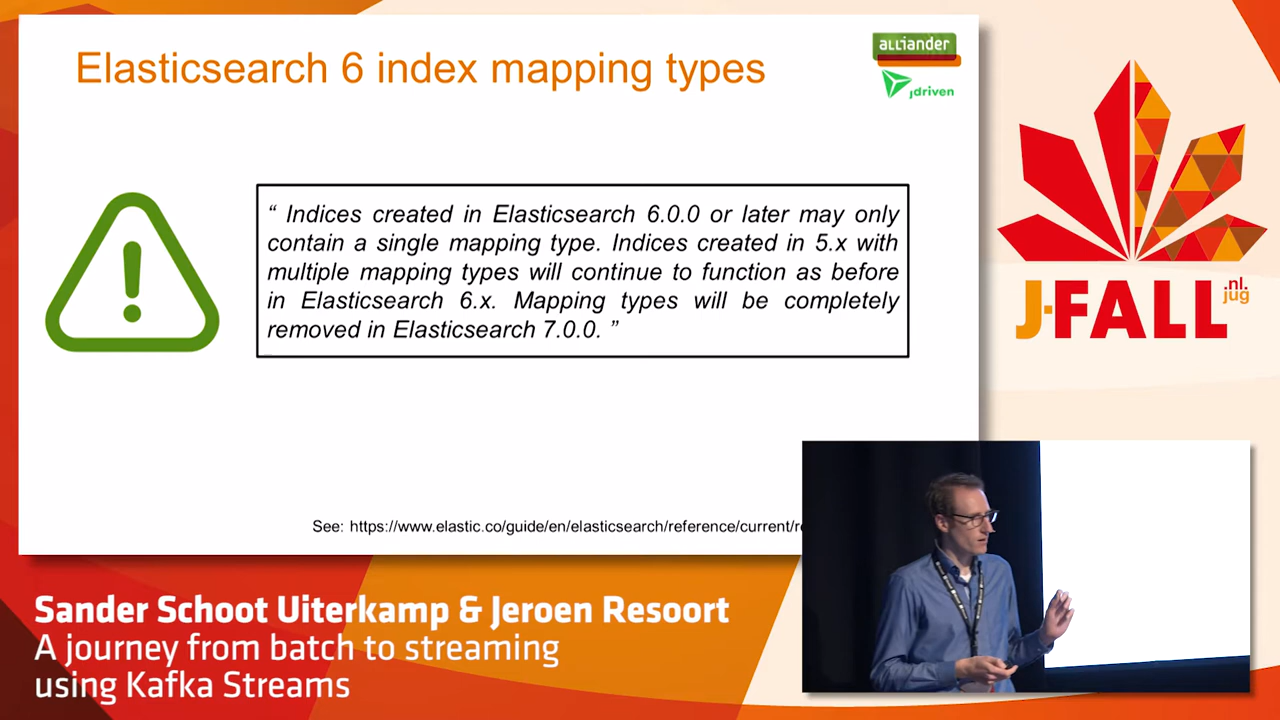 Elasticsearch 6 index mapping types
alliander
jdriven
“ Indices created in Elasticsearch 6.0.0 or later may only
contain a single mapping type. Indices created in 5.x with
multiple mapping types will continue to function as before
in Elasticsearch 6.x. Mapping types will be completely
removed in Elasticsearch 7.0.0. ”
See: https://www.elastic.co/guide/en/elasticsearch/reference/current/
J-FALL
.nl.
jug
Sander Schoot Uiterkamp & Jeroen Resoort
A journey from batch to streaming
using Kafka Streams